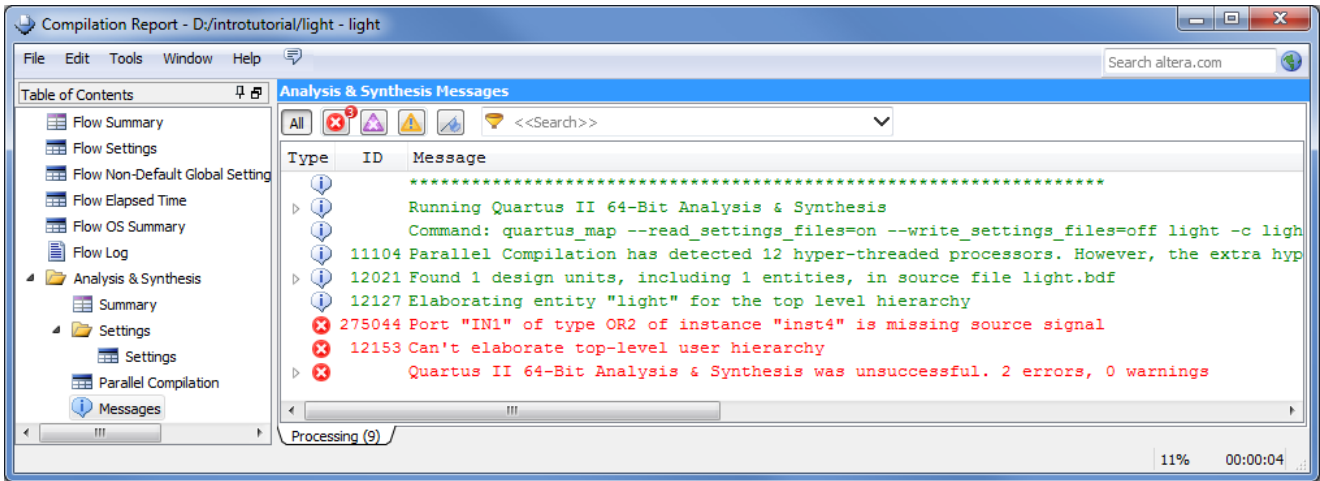 Compilation Report - D:/introtutorial/light - light
File Edit Tools Window Help
Search altera.com
Table of Contents
Flow Summary
Flow Settings
Flow Non-Default Global Setting
Flow Elapsed Time
Flow OS Summary
Flow Log
Analysis & Synthesis
Summary
Settings
Settings
Parallel Compilation
Messages
Analysis & Synthesis Messages
All 3 <<Search>>
Type ID Message
*******************************************************************
Running Quartus II 64-Bit Analysis & Synthesis
Command: quartus_map --read_settings_files=on --write_settings_files=off light -c ligh
11104 Parallel Compilation has detected 12 hyper-threaded processors. However, the extra hyp
12021 Found 1 design units, including 1 entities, in source file light.bdf
12127 Elaborating entity "light" for the top level hierarchy
275044 Port "IN1" of type OR2 of instance "inst4" is missing source signal
12153 Can't elaborate top-level user hierarchy
Quartus II 64-Bit Analysis & Synthesis was unsuccessful. 2 errors, 0 warnings
Processing (9)
11% 00:00:04